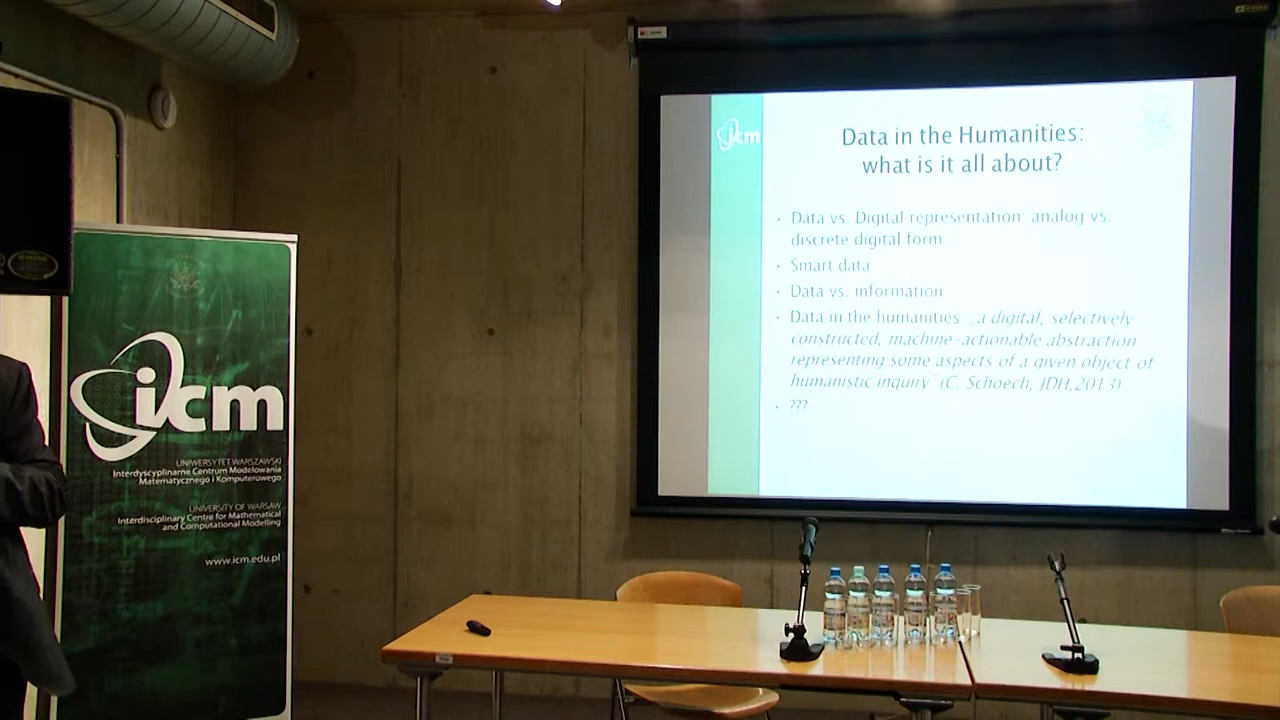 icm
UNIWERSYTET WARSZAWSKI
Interdyscyplinarne Centrum Modelowania
Matematycznego i Komputerowego
UNIVERSITY OF WARSAW
Interdisciplinary Centre for Mathematical
and Computational Modelling
www.icm.edu.pl
icm
Data in the Humanities:
what is it all about?
• Data vs. Digital representation: analog vs.
discrete digital form
• Smart data
• Data vs. information
• Data in the humanities: „a digital, selectively
constructed, machine-actionable abstraction
representing some aspects of a given object of
humanistic inquiry” (C. Schoech, JDH,2013)
• ???